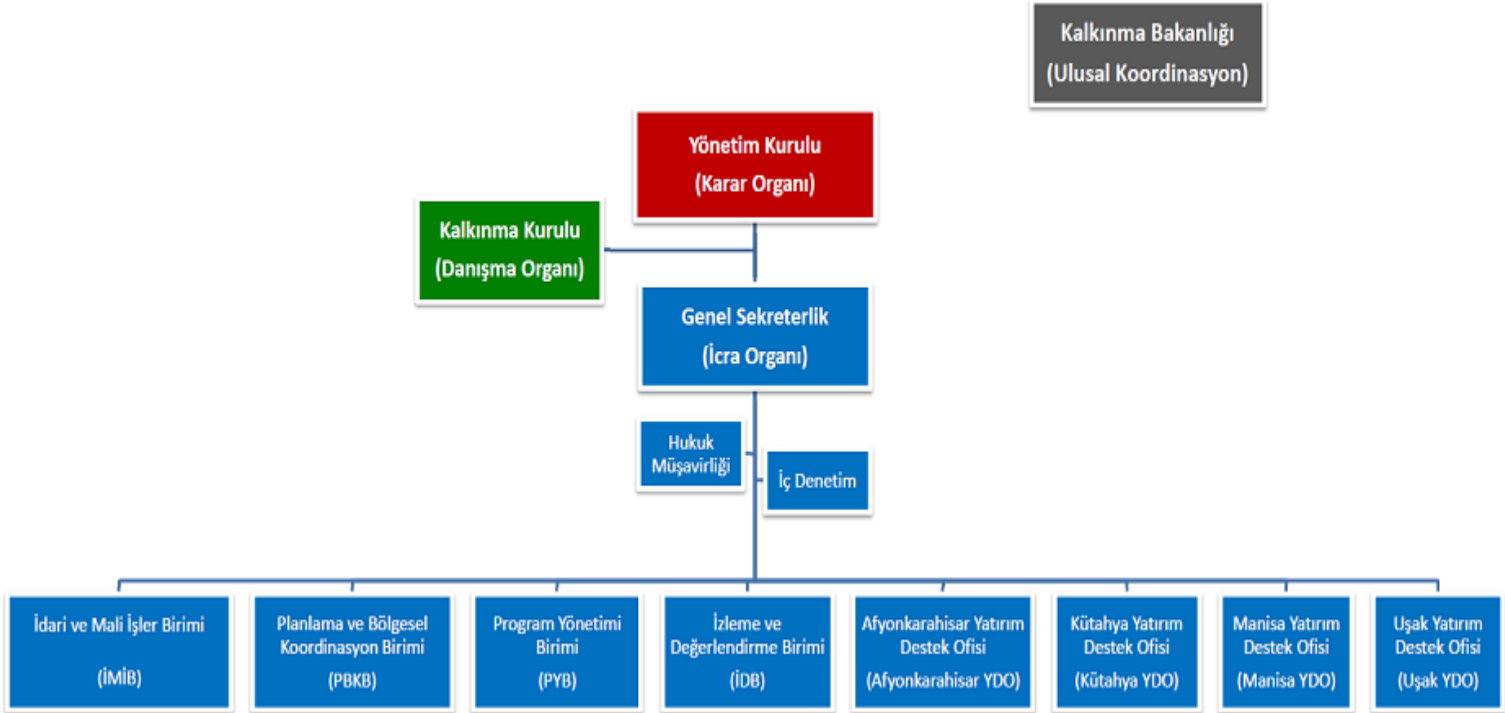 Kalkınma Bakanlığı
(Ulusal Koordinasyon)
Yönetim Kurulu
(Karar Organı)
Kalkınma Kurulu
(Danışma Organı)
Genel Sekreterlik
(İcra Organı)
Hukuk
Müşavirliği
İç Denetim
İdari ve Mali İşler Birimi
(İMİB)
Planlama ve Bölgesel
Koordinasyon Birimi
(PBKB)
Program Yönetimi
Birimi
(PYB)
İzleme ve
Değerlendirme Birimi
(İDB)
Afyonkarahisar Yatırım
Destek Ofisi
(Afyonkarahisar YDO)
Kütahya Yatırım
Destek Ofisi
(Kütahya YDO)
Manisa Yatırım
Destek Ofisi
(Manisa YDO)
Uşak Yatırım
Destek Ofisi
(Uşak YDO)